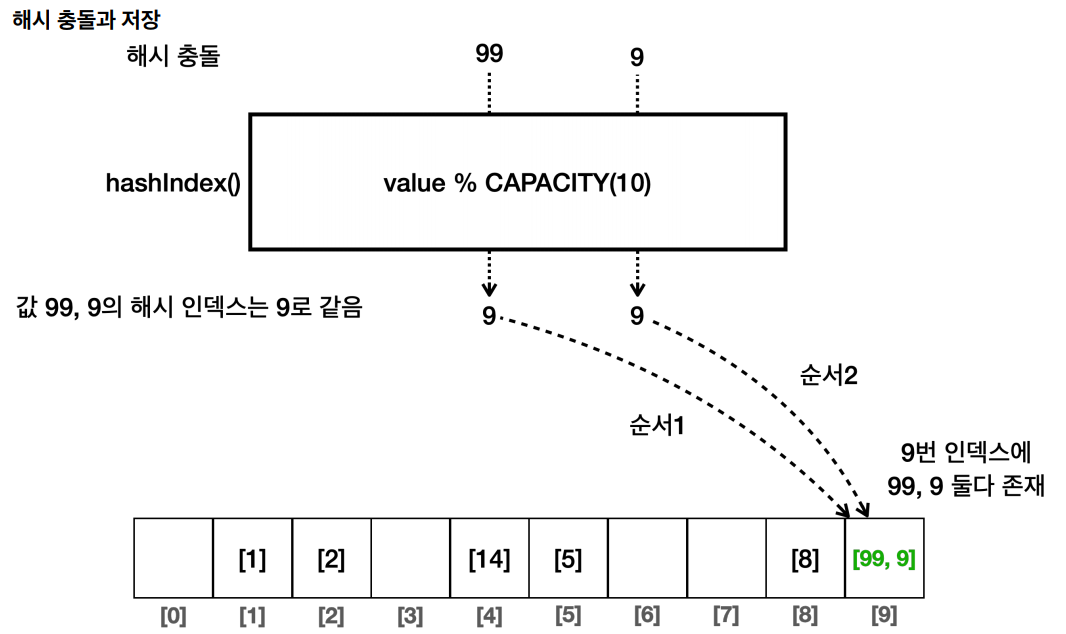 해시 충돌과 저장
해시 충돌
99
9
hashIndex()
value % CAPACITY(10)
값 99, 9의 해시 인덱스는 9로 같음
9
9
순서2
순서1
9번 인덱스에
99, 9 둘다 존재
[1] [2] [14] [5] [8] [99, 9]
[0] [1] [2] [3] [4] [5] [6] [7] [8] [9]